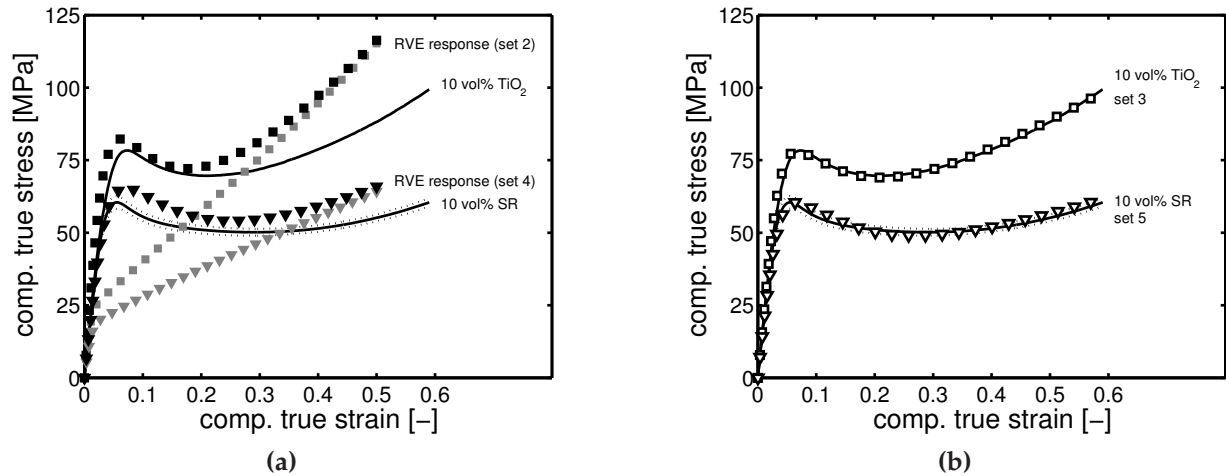 125
100
75
50
25
0
comp. true stress [MPa]
RVE response (set 2)
10 vol% TiO₂
RVE response (set 4)
10 vol% SR
0 0.1 0.2 0.3 0.4 0.5 0.6
comp. true strain [−]
(a)
125
100
75
50
25
0
comp. true stress [MPa]
10 vol% TiO₂
set 3
10 vol% SR
set 5
0 0.1 0.2 0.3 0.4 0.5 0.6
comp. true strain [−]
(b)